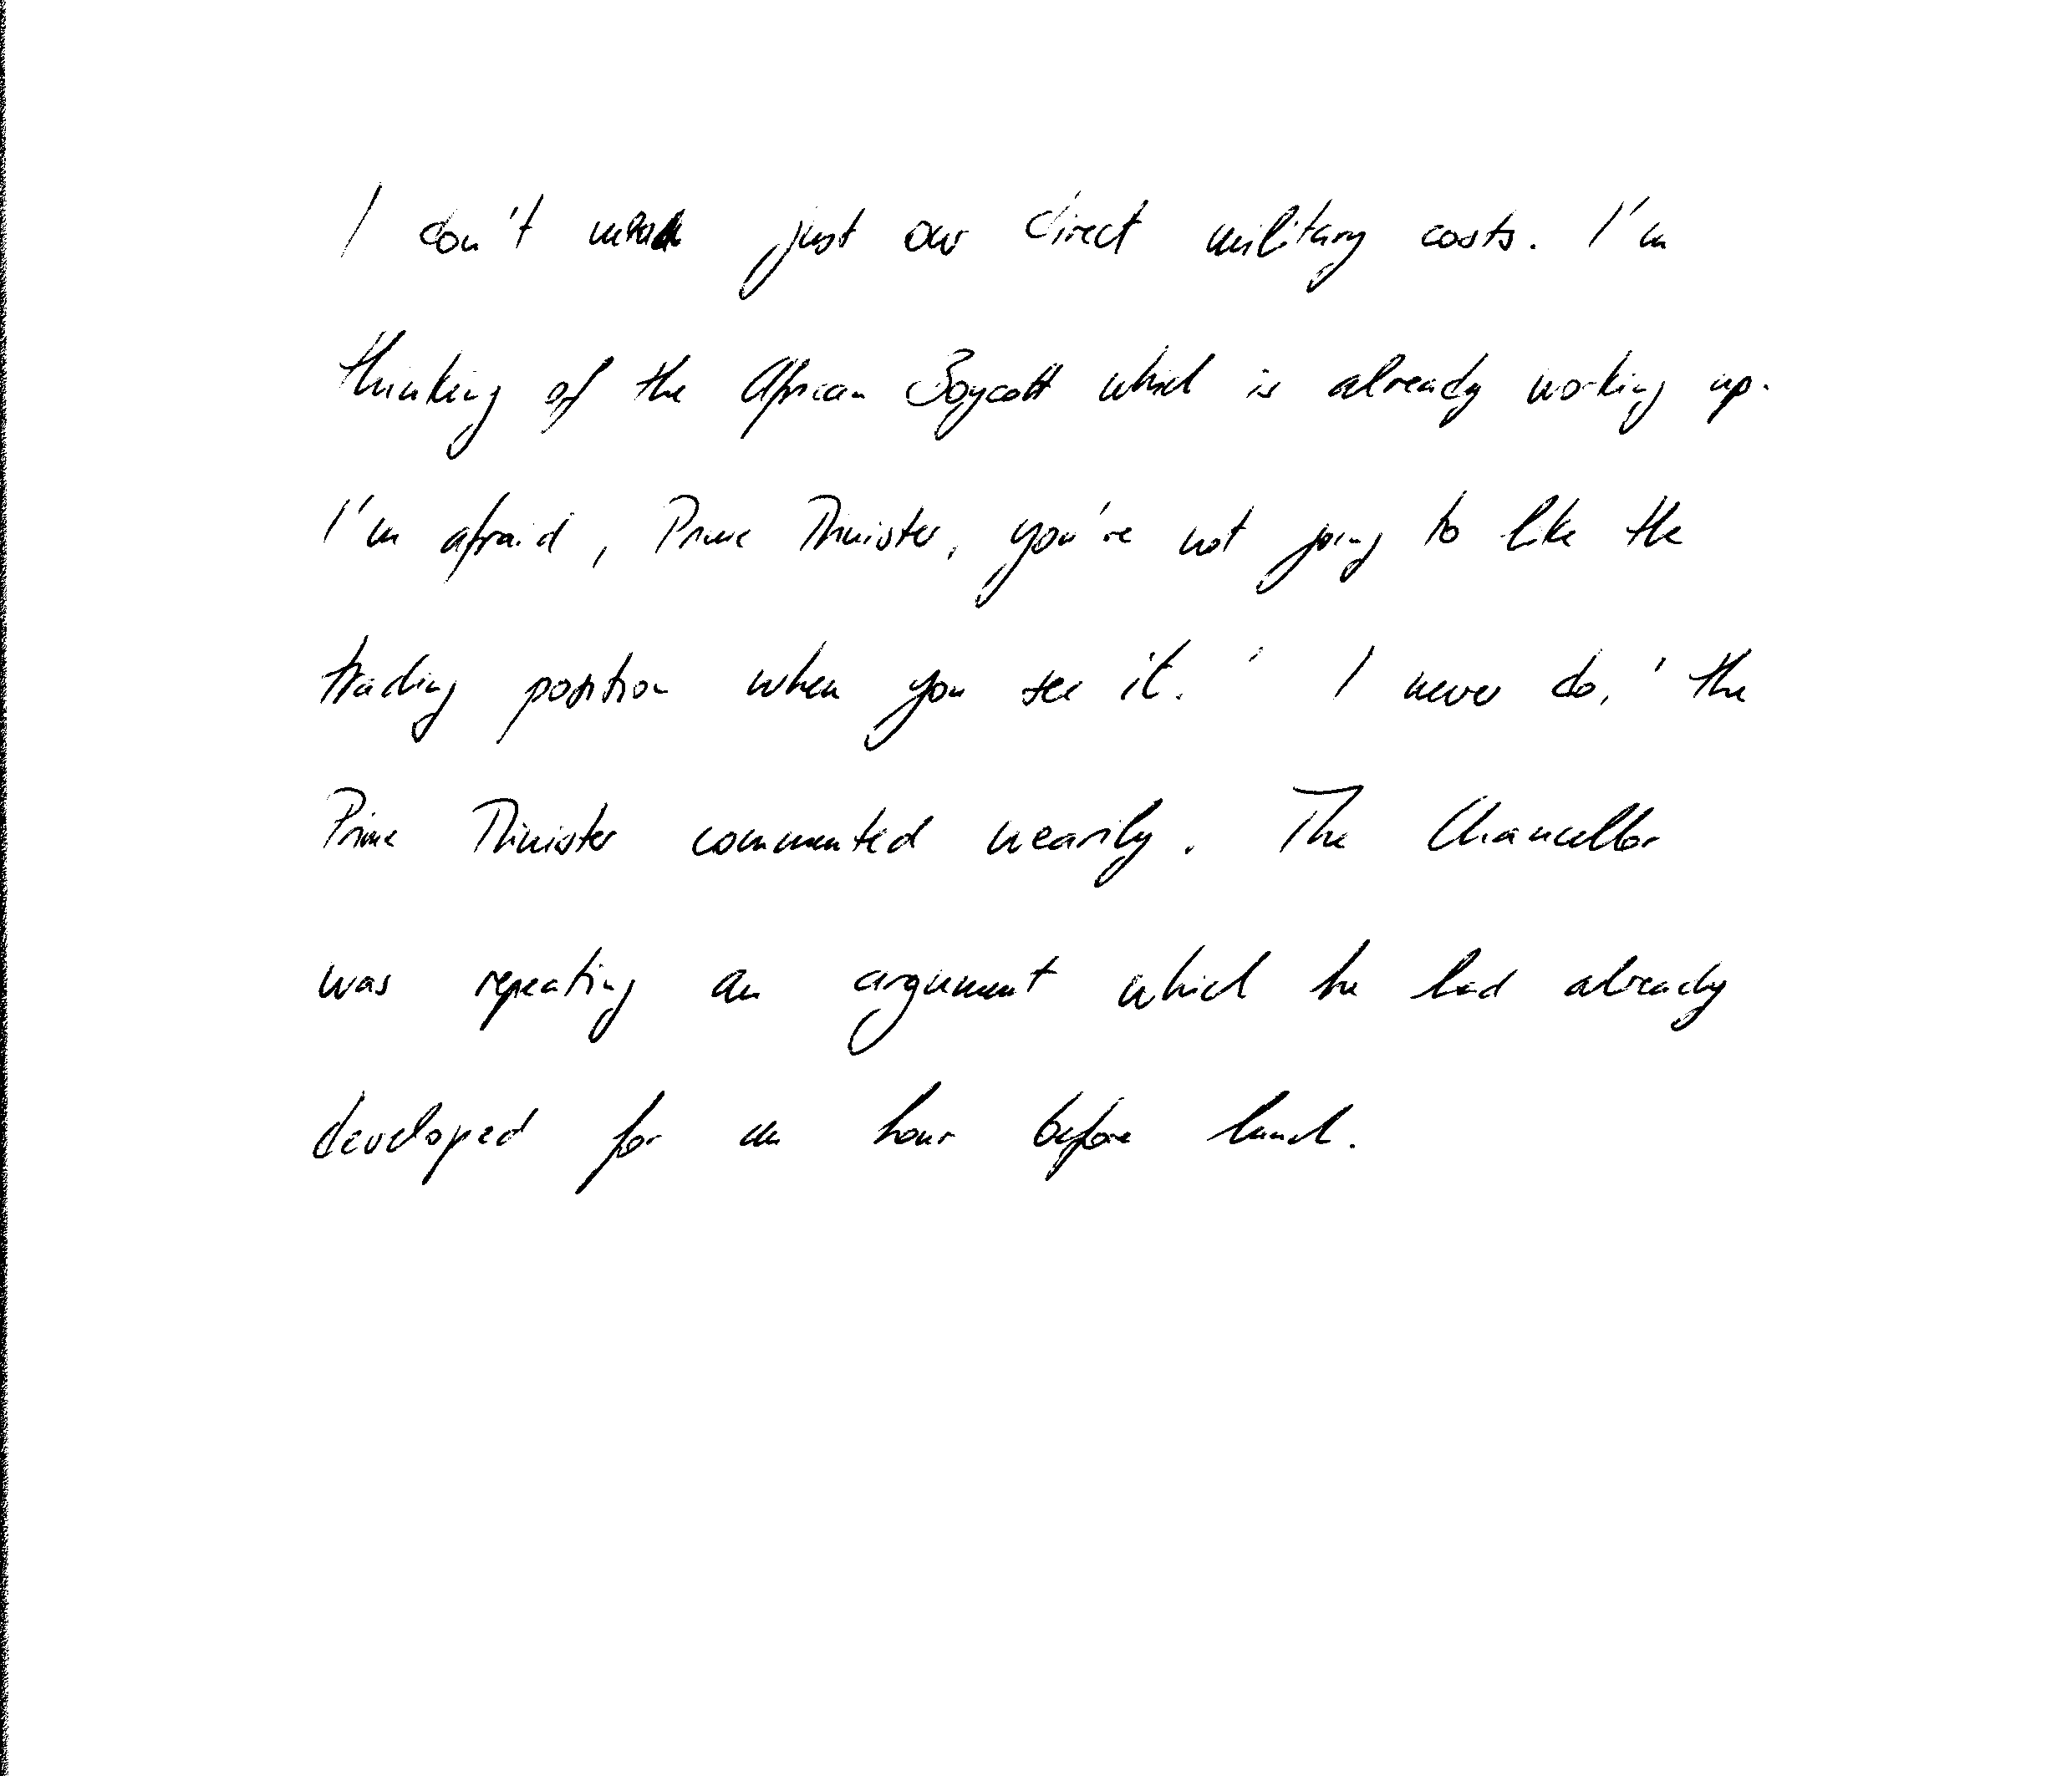 I don't mean just our direct military costs. I'm
thinking of the African Boycott which is already working up.
I'm afraid, Prime Minister, you're not going to like the
trading position when you see it.' I never do,' the
Prime Minister commented wearily. The Chancellor
was repeating an argument which he had already
developed for an hour before lunch.